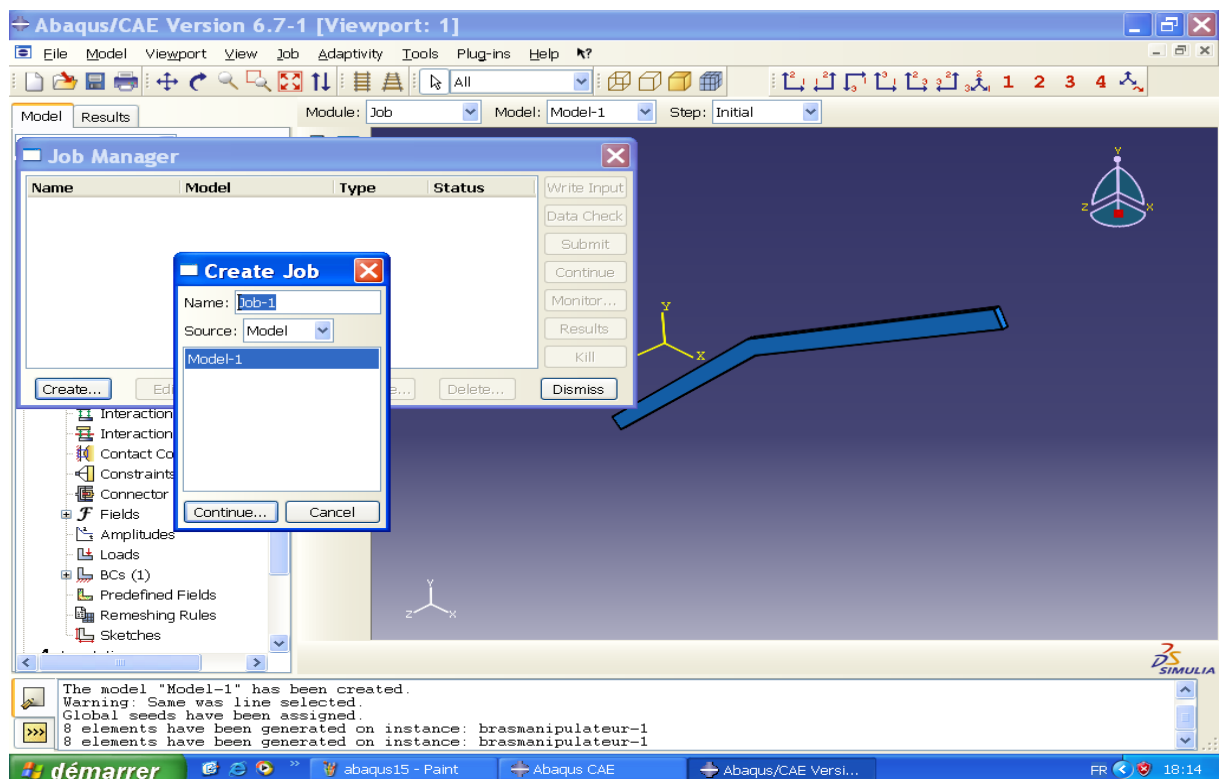 Abaqus/CAE Version 6.7-1 [Viewport: 1]
File Model Viewport View Job Adaptivity Tools Plug-ins Help
All
1 2 3 4
Model Results
Module: Job Model: Model-1 Step: Initial
Job Manager
Name Model Type Status
Write Input
Data Check
Submit
Continue
Monitor...
Results
Kill
Create... Dismiss
Delete...
Create Job
Name: Job-1
Source: Model
Model-1
Continue... Cancel
Interaction
Interaction
Contact Co
Constraints
Connector
Fields
Amplitudes
Loads
BCs (1)
Predefined Fields
Remeshing Rules
Sketches
Y
Z X
Y
X
Y
Z X
SIMULIA
The model "Model-1" has been created.
Warning: Same was line selected.
Global seeds have been assigned.
8 elements have been generated on instance: brasmanipulateur-1
8 elements have been generated on instance: brasmanipulateur-1
démarrer abaqus15 - Paint Abaqus CAE Abaqus/CAE Versi... FR 18:14